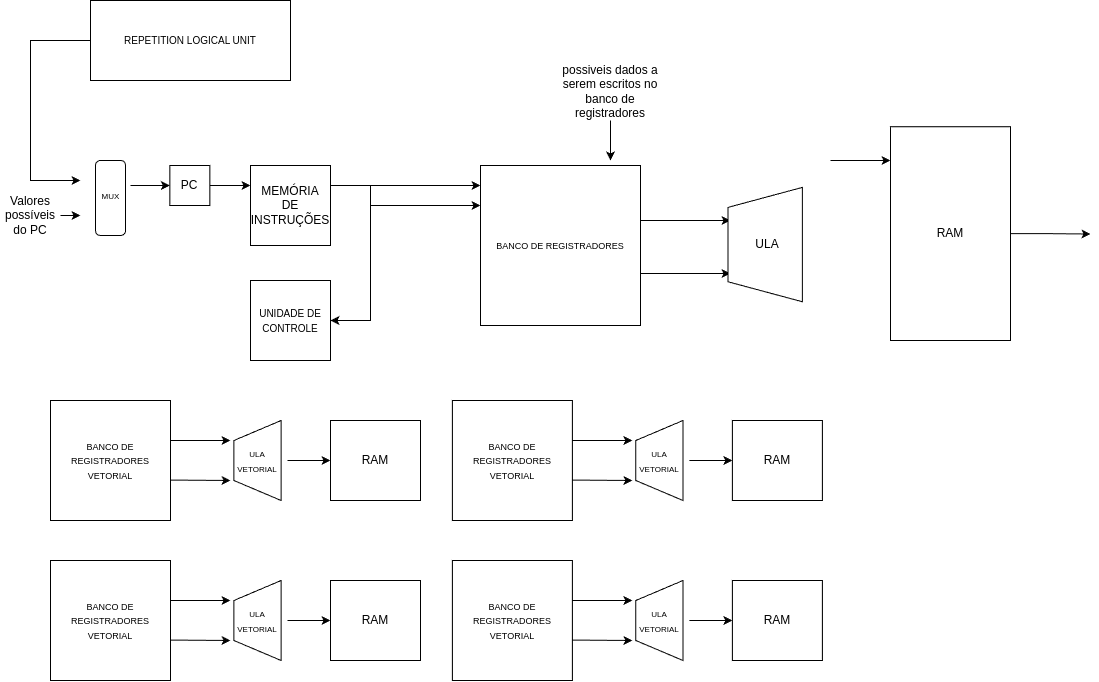 REPETITION LOGICAL UNIT
possiveis dados a
serem escritos no
banco de
registradores
MUX
PC
MEMÓRIA
DE
INSTRUÇÕES
Valores
possíveis
do PC
BANCO DE REGISTRADORES
ULA
RAM
UNIDADE DE
CONTROLE
BANCO DE
REGISTRADORES
VETORIAL
ULA
VETORIAL
RAM
BANCO DE
REGISTRADORES
VETORIAL
ULA
VETORIAL
RAM
BANCO DE
REGISTRADORES
VETORIAL
ULA
VETORIAL
RAM
BANCO DE
REGISTRADORES
VETORIAL
ULA
VETORIAL
RAM